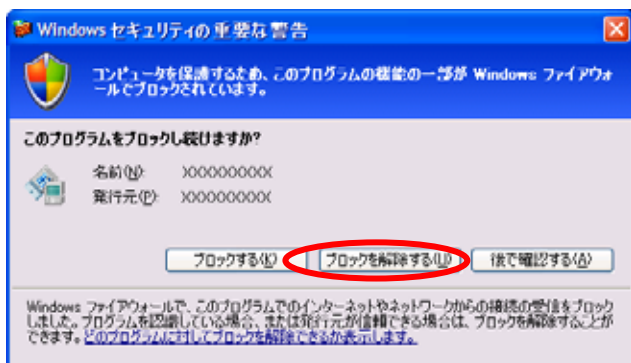 Windows セキュリティの重要な警告
コンピュータを保護するため、このプログラムの機能の一部が Windows ファイアウォ
ールでブロックされています。
このプログラムをブロックし続けますか?
名前(N): XXXXXXXXXX
発行元(P): XXXXXXXXXX
ブロックする(K) ブロックを解除する(U) 後で確認する(A)
Windows ファイアウォールで、このプログラムでのインターネットやネットワークからの接続の受信をブロック
しました。プログラムを認識している場合、または発行元が信頼できる場合は、ブロックを解除することが
できます。どのプログラムに対してブロックを解除できるか表示します。